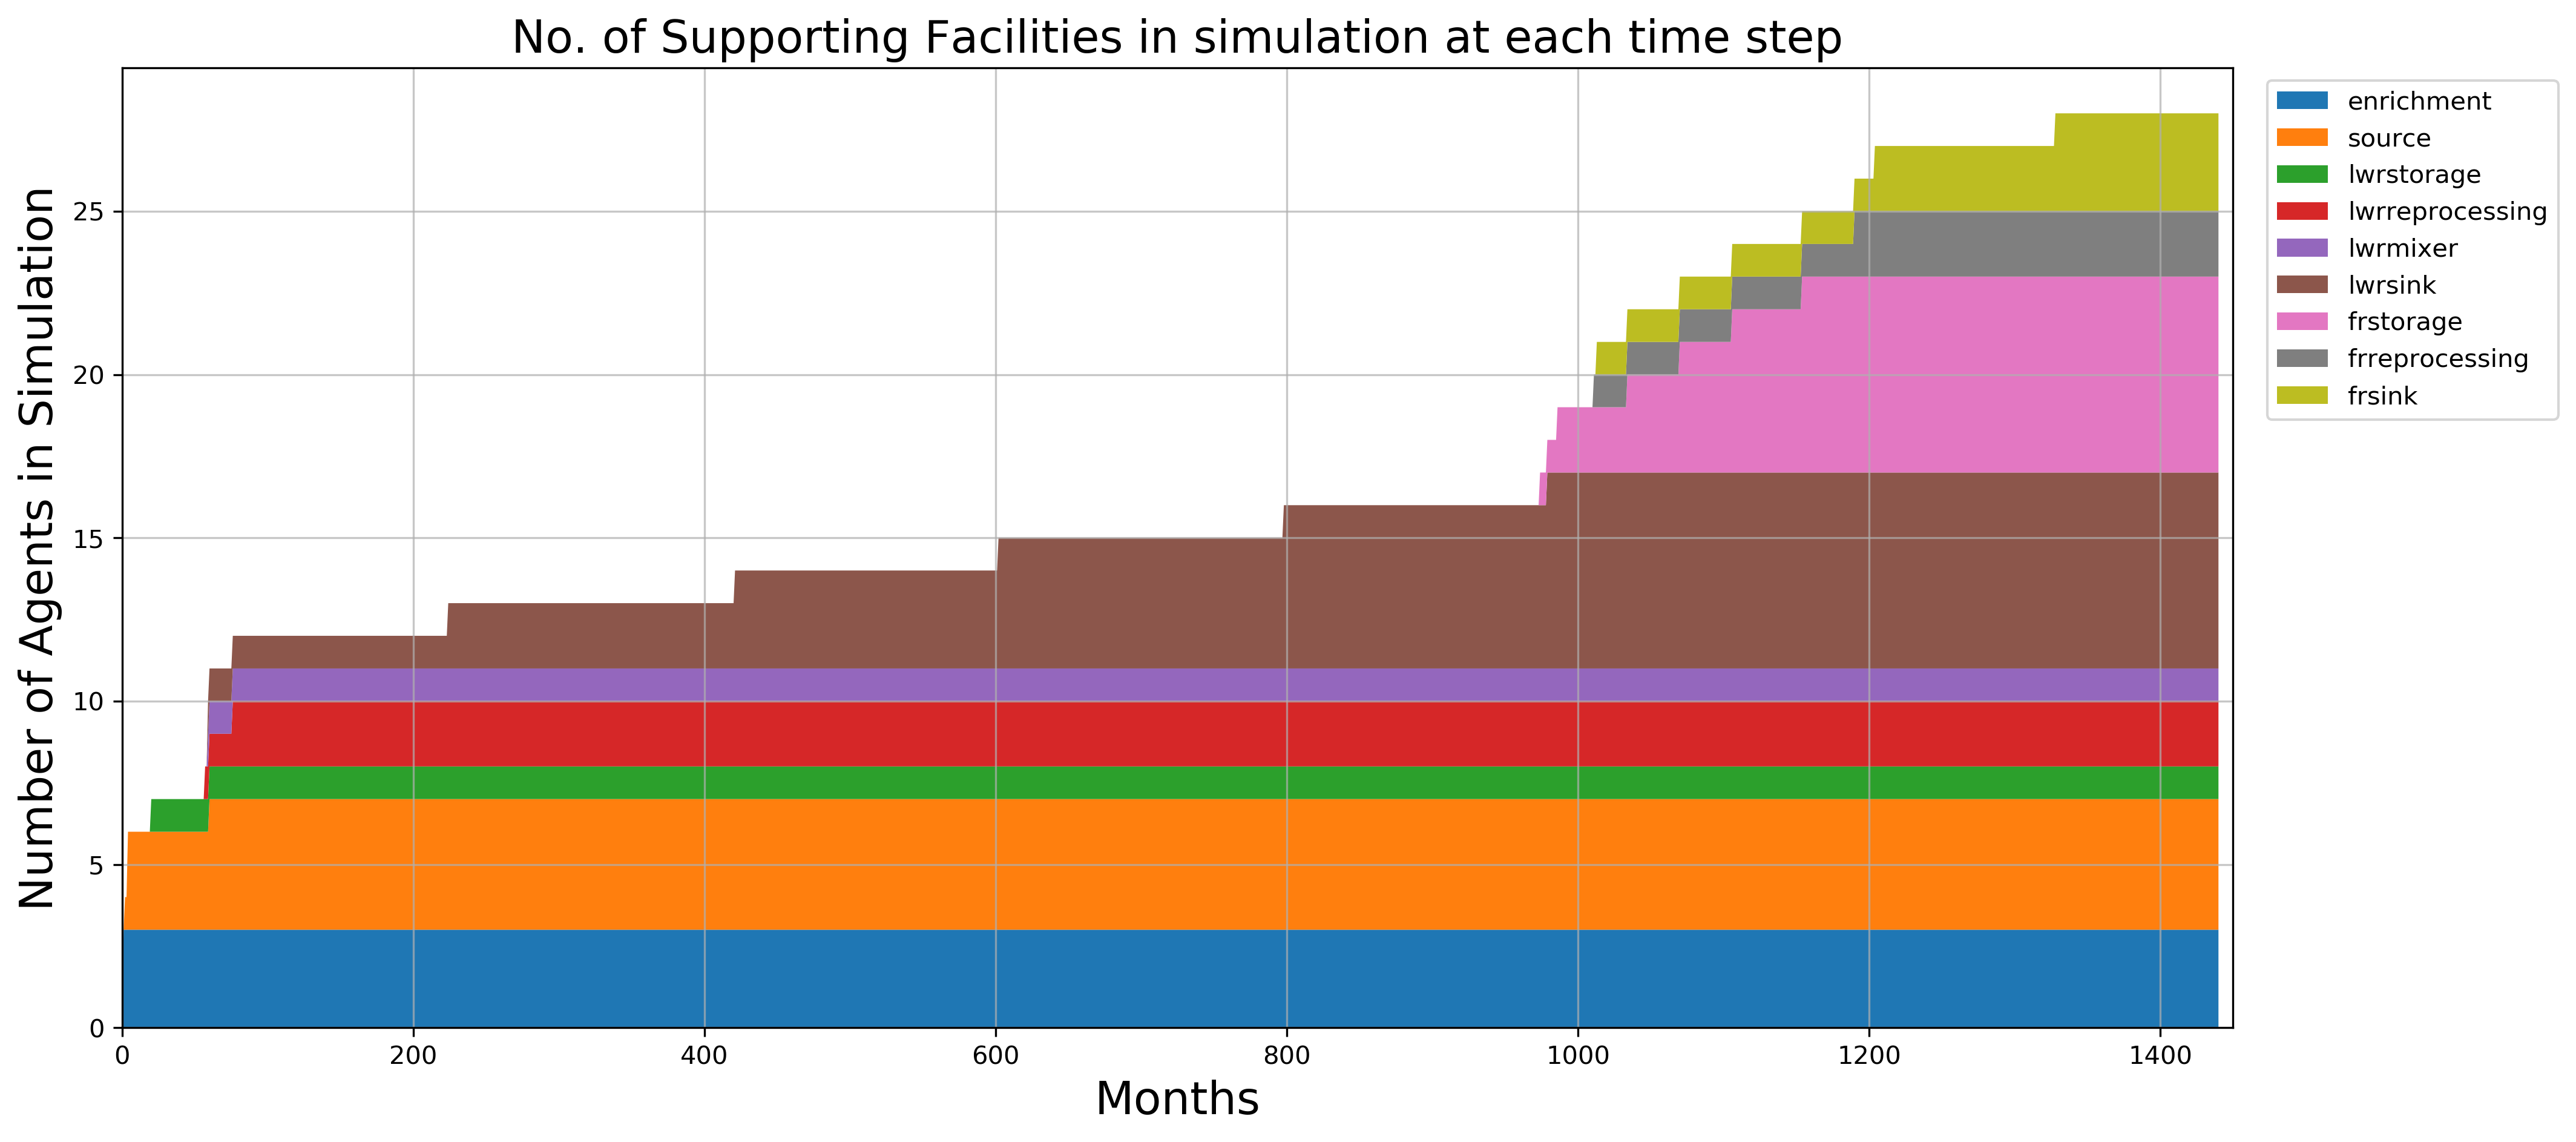 No. of Supporting Facilities in simulation at each time step
Number of Agents in Simulation
25
20
15
10
5
0
0 200 400 600 800 1000 1200 1400
Months
enrichment
source
lwrstorage
lwrreprocessing
lwrmixer
lwrsink
frstorage
frreprocessing
frsink